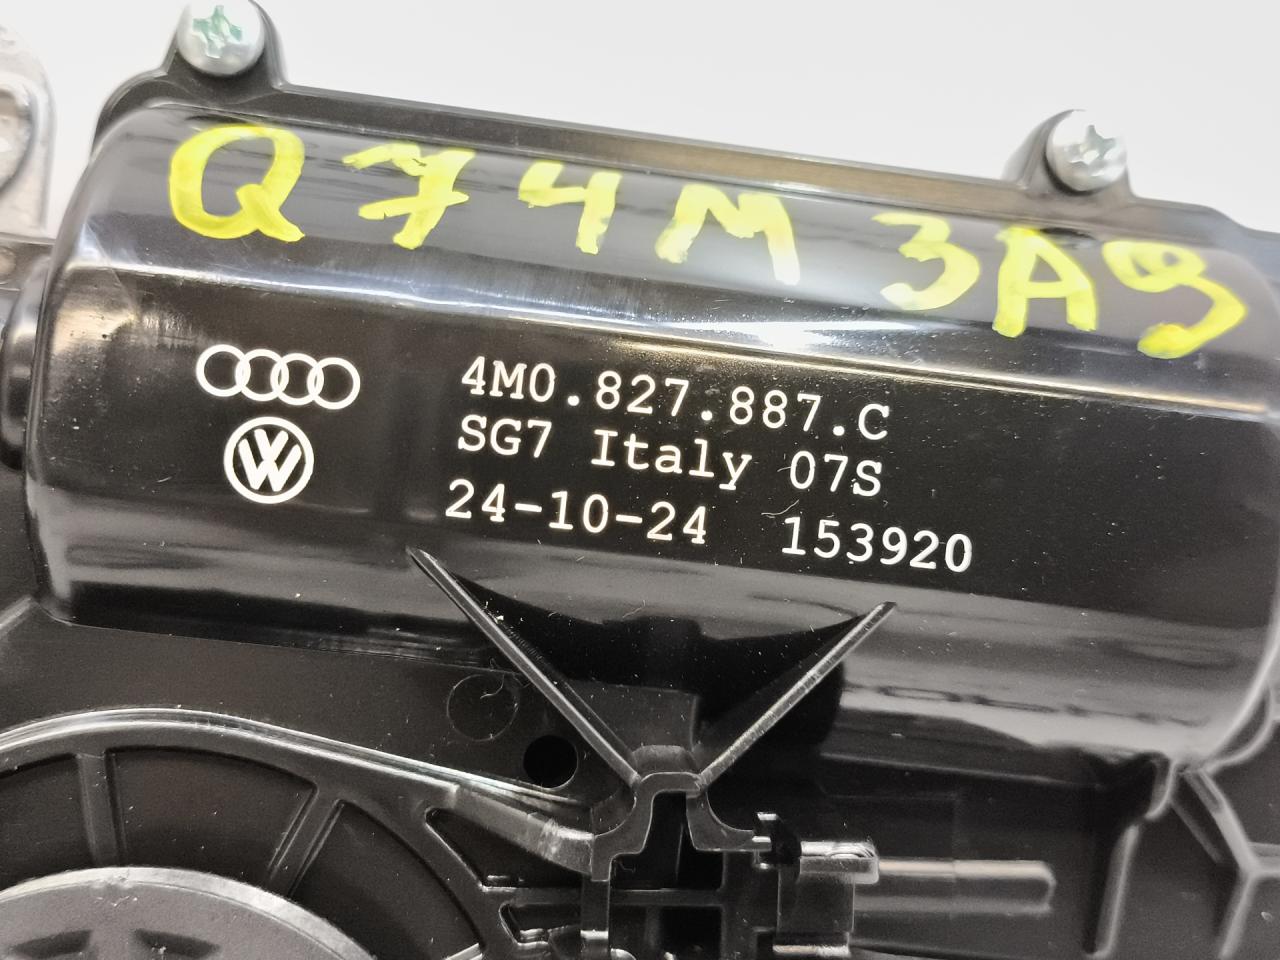 Q74M 3A9
4M0.827.887.C
SG7 Italy 07S
24-10-24 153920